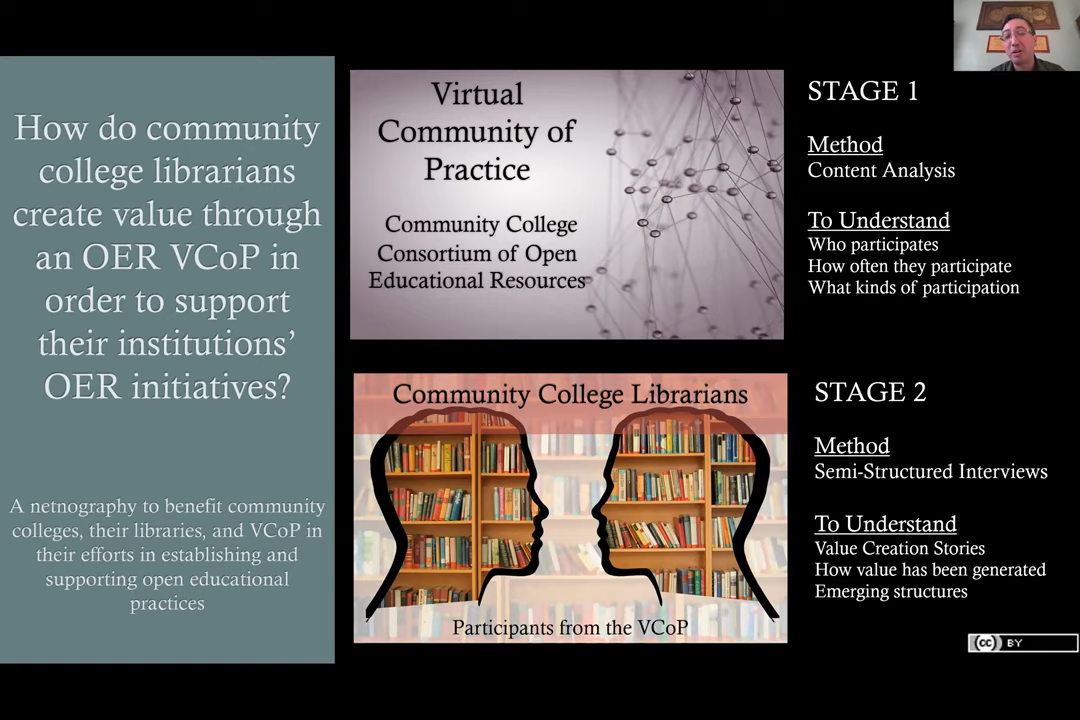 How do community
college librarians
create value through
an OER VCoP in
order to support
their institutions’
OER initiatives?
A netnography to benefit community
colleges, their libraries, and VCoP in
their efforts in establishing and
supporting open educational
practices
Virtual
Community of
Practice
Community College
Consortium of Open
Educational Resources
Community College Librarians
Participants from the VCoP
STAGE 1
Method
Content Analysis
To Understand
Who participates
How often they participate
What kinds of participation
STAGE 2
Method
Semi-Structured Interviews
To Understand
Value Creation Stories
How value has been generated
Emerging structures
cc BY